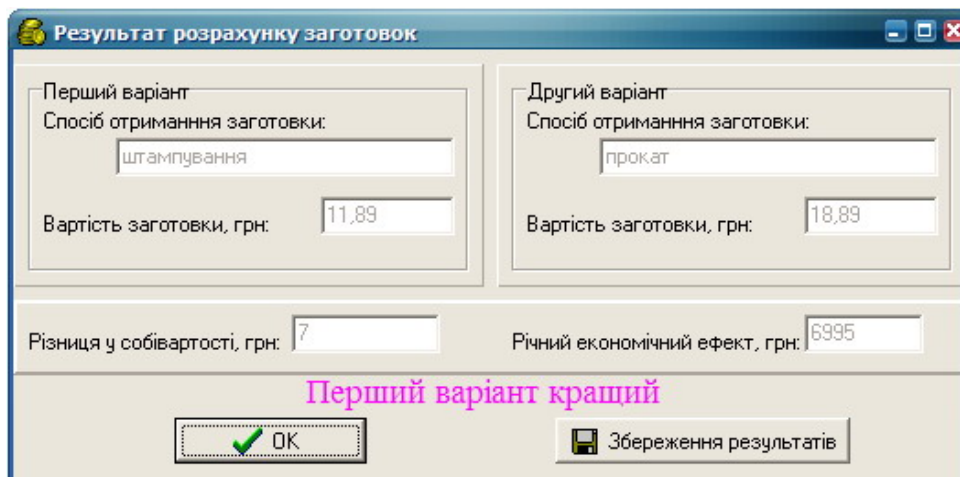 Результат розрахунку заготовок
Перший варіант
Спосіб отриманння заготовки:
штампування
Вартість заготовки, грн: 11,89
Другий варіант
Спосіб отриманння заготовки:
прокат
Вартість заготовки, грн: 18,89
Різниця у собівартості, грн: 7
Річний економічний ефект, грн: 6995
Перший варіант кращий
OK
Збереження результатів